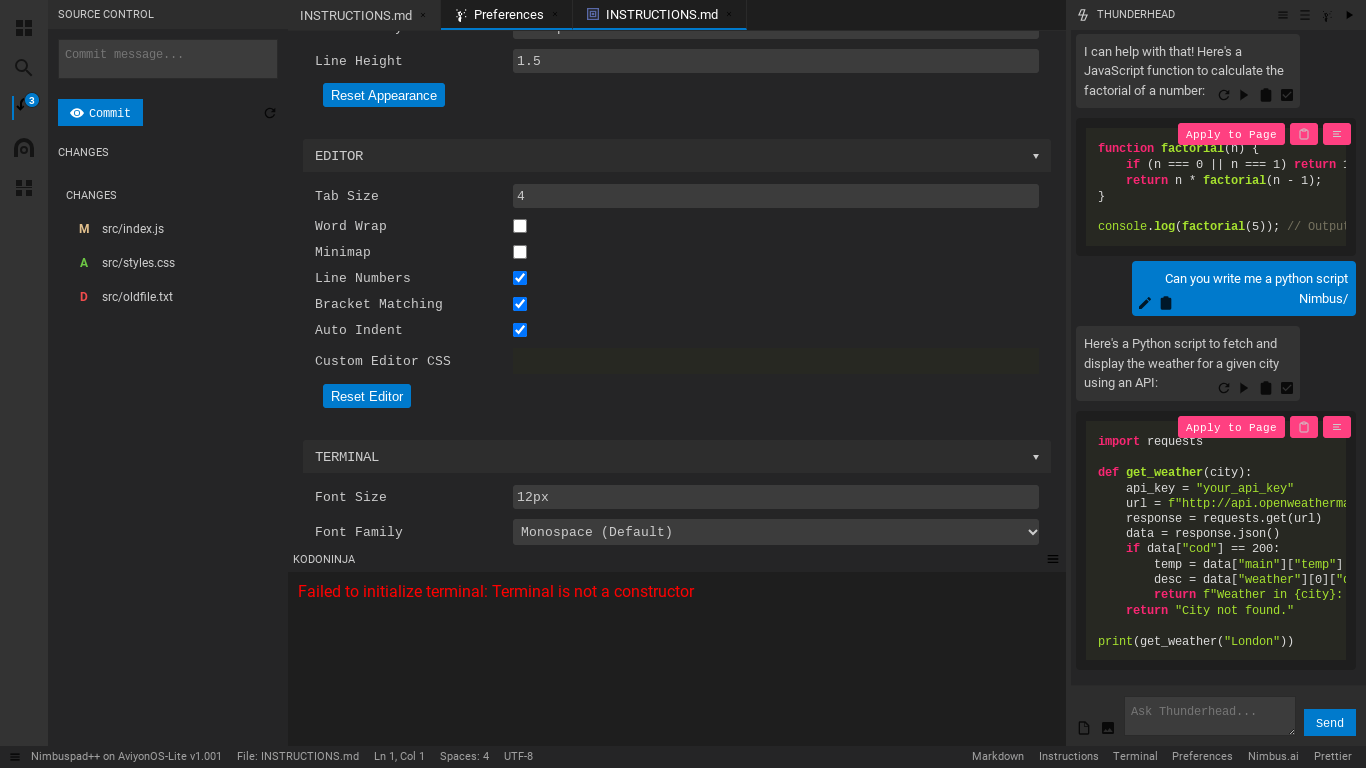 SOURCE CONTROL
Commit message...
Commit
3
CHANGES
CHANGES
M src/index.js
A src/styles.css
D src/oldfile.txt
INSTRUCTIONS.md ×
Preferences ×
INSTRUCTIONS.md ×
Line Height 1.5
Reset Appearance
EDITOR ▾
Tab Size 4
Word Wrap
Minimap
Line Numbers
Bracket Matching
Auto Indent
Custom Editor CSS
Reset Editor
TERMINAL ▾
Font Size 12px
Font Family Monospace (Default)
KODONINJA
Failed to initialize terminal: Terminal is not a constructor
THUNDERHEAD
I can help with that! Here's a
JavaScript function to calculate the
factorial of a number:
Apply to Page
function factorial(n) {
if (n === 0 || n === 1) return 1
return n * factorial(n - 1);
}
console.log(factorial(5)); // Output
Can you write me a python script
Nimbus/
Here's a Python script to fetch and
display the weather for a given city
using an API:
Apply to Page
import requests
def get_weather(city):
api_key = "your_api_key"
url = f"http://api.openweatherma
response = requests.get(url)
data = response.json()
if data["cod"] == 200:
temp = data["main"]["temp"]
desc = data["weather"][0]["d
return f"Weather in {city}:
return "City not found."
print(get_weather("London"))
Ask Thunderhead...
Send
Nimbuspad++ on AviyonOS-Lite v1.001 File: INSTRUCTIONS.md Ln 1, Col 1 Spaces: 4 UTF-8 Markdown Instructions Terminal Preferences Nimbus.ai Prettier